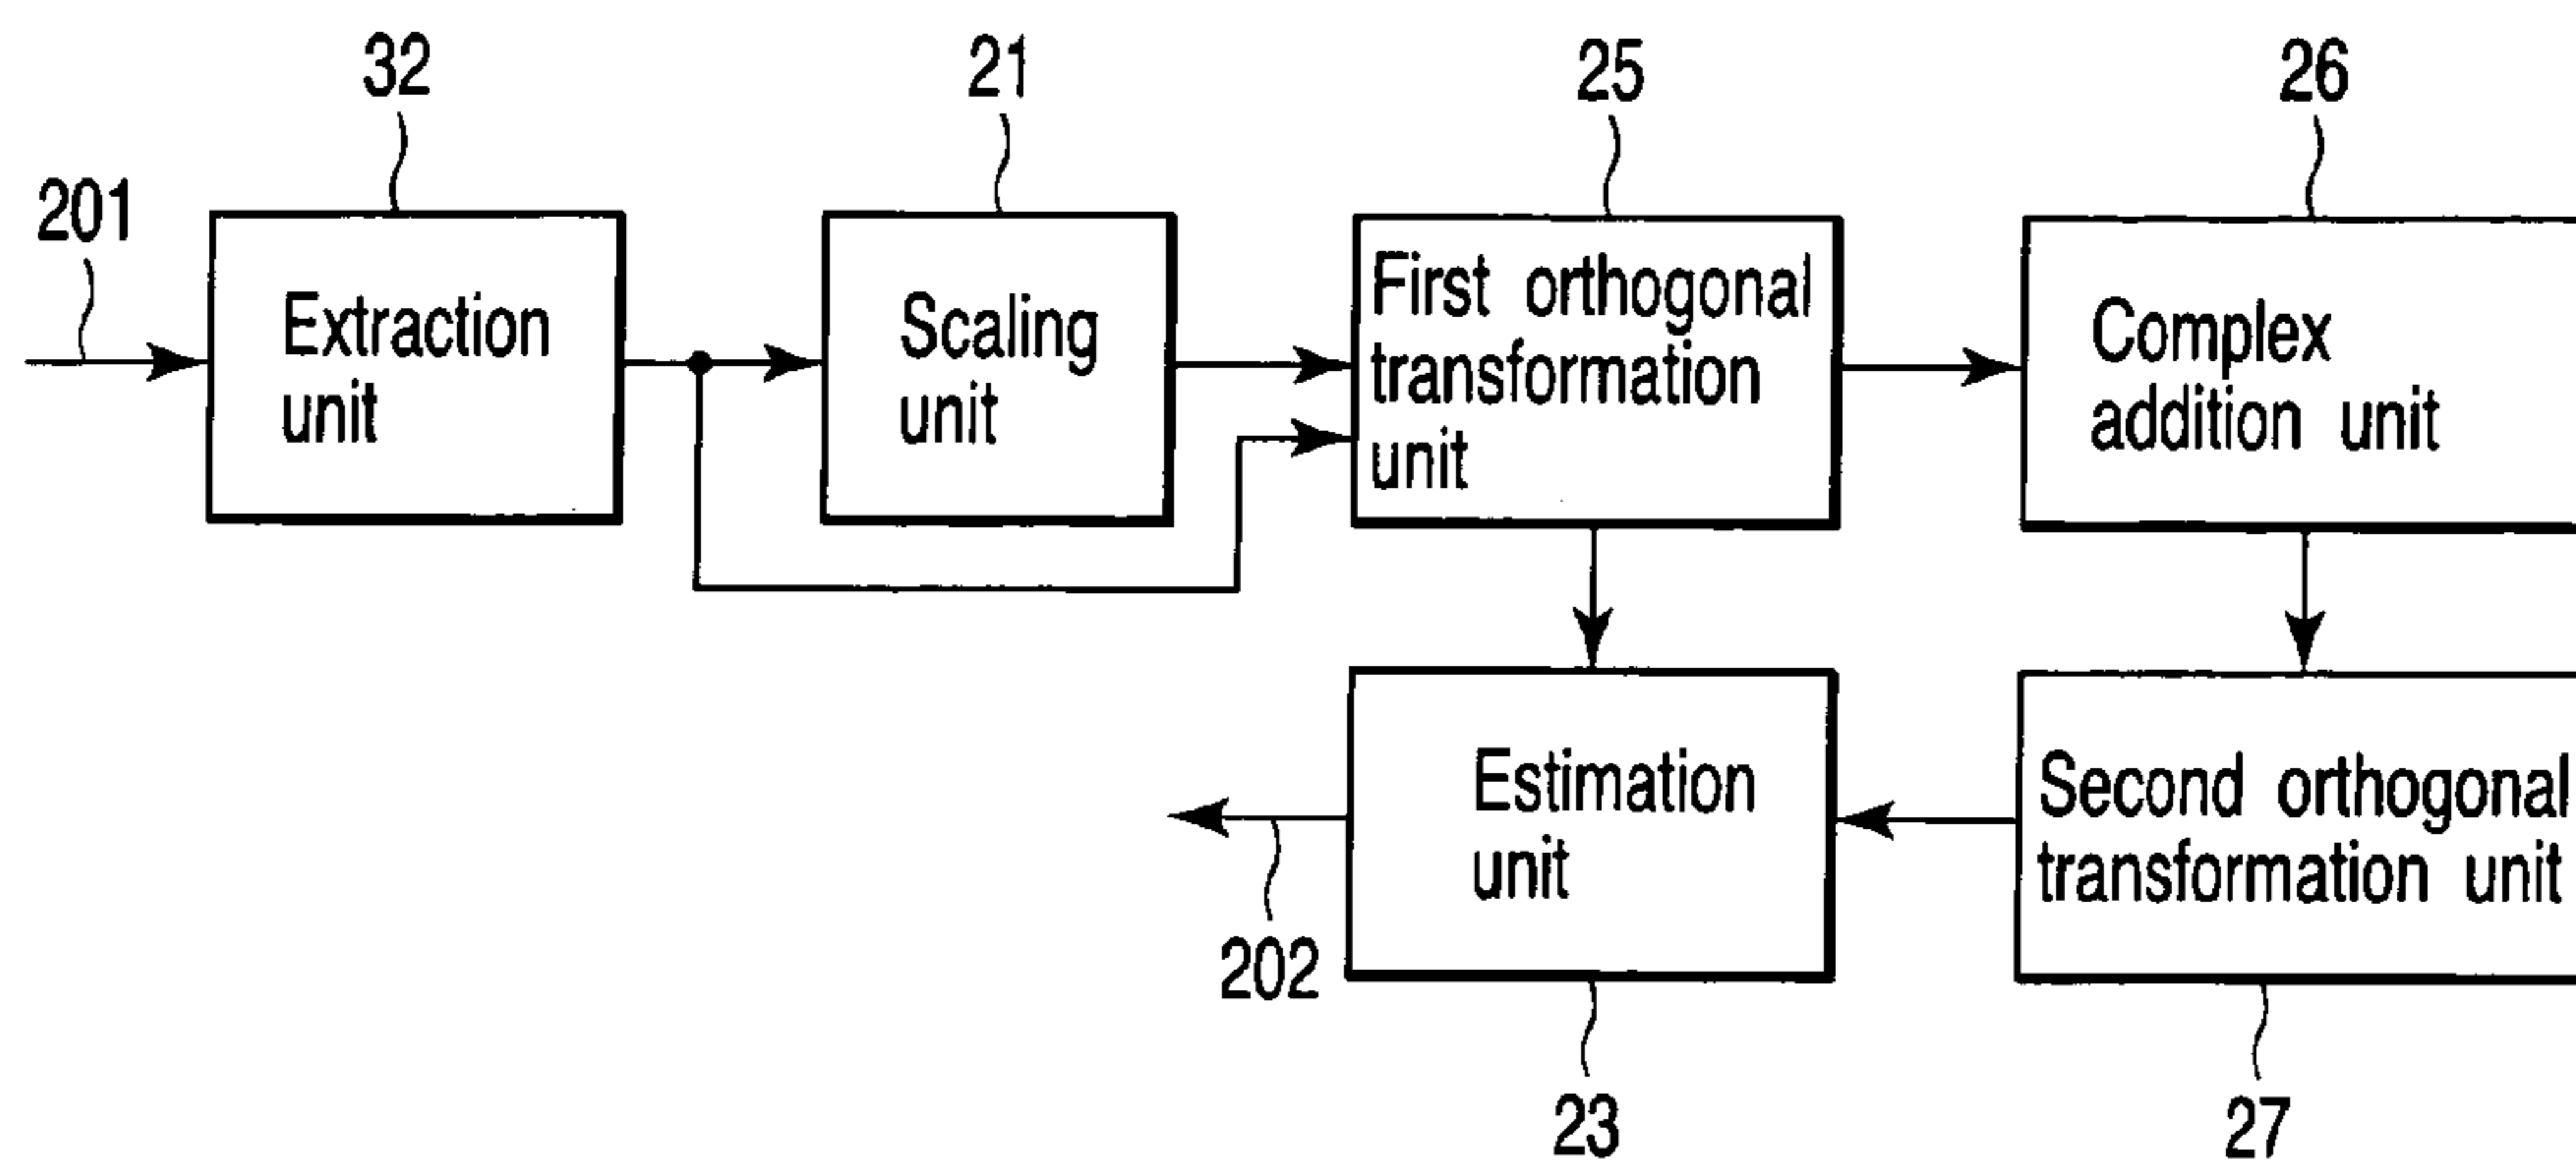 32
21
25
26
201
Extraction
unit
Scaling
unit
First orthogonal
transformation
unit
Complex
addition unit
Estimation
unit
Second orthogonal
transformation unit
202
23
27